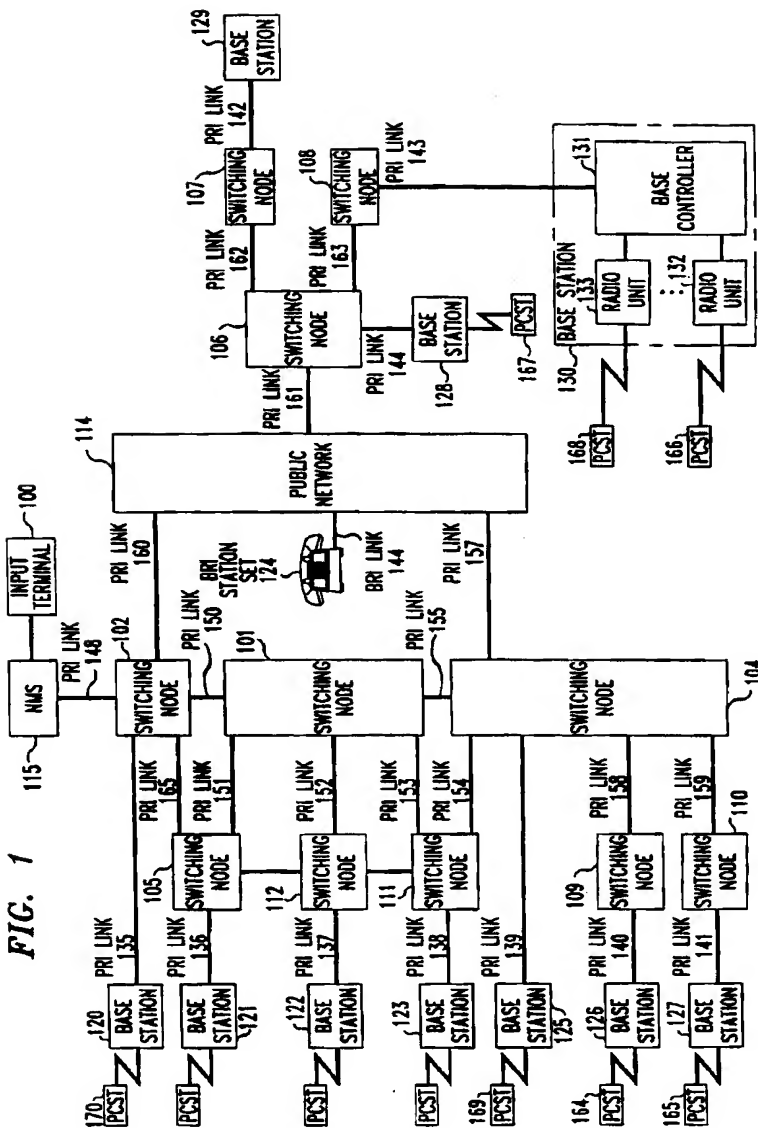 FIG. 1
INPUT TERMINAL
100
NMS
115
PRI LINK
148
102
SWITCHING NODE
PRI LINK
160
114
PUBLIC NETWORK
PRI LINK
150
101
SWITCHING NODE
BRI STATION SET
124
BRI LINK
144
PRI LINK
155
PRI LINK
157
SWITCHING NODE
104
PRI LINK
135
PRI LINK
165
PRI LINK
151
PRI LINK
152
PRI LINK
153
PRI LINK
154
PRI LINK
158
PRI LINK
159
105
SWITCHING NODE
112
SWITCHING NODE
111
SWITCHING NODE
109
SWITCHING NODE
110
SWITCHING NODE
PRI LINK
136
PRI LINK
137
PRI LINK
138
PRI LINK
139
PRI LINK
140
PRI LINK
141
120
BASE STATION
BASE STATION
121
122
BASE STATION
123
BASE STATION
BASE STATION
125
126
BASE STATION
127
BASE STATION
170
PCST
PCST
PCST
PCST
169
PCST
164
PCST
165
PCST
PRI LINK
161
106
SWITCHING NODE
PRI LINK
162
107
SWITCHING NODE
PRI LINK
142
129
BASE STATION
PRI LINK
163
108
SWITCHING NODE
PRI LINK
143
PRI LINK
144
BASE STATION
128
PCST
167
BASE STATION
130
131
BASE CONTROLLER
133
RADIO UNIT
132
RADIO UNIT
168
PCST
166
PCST